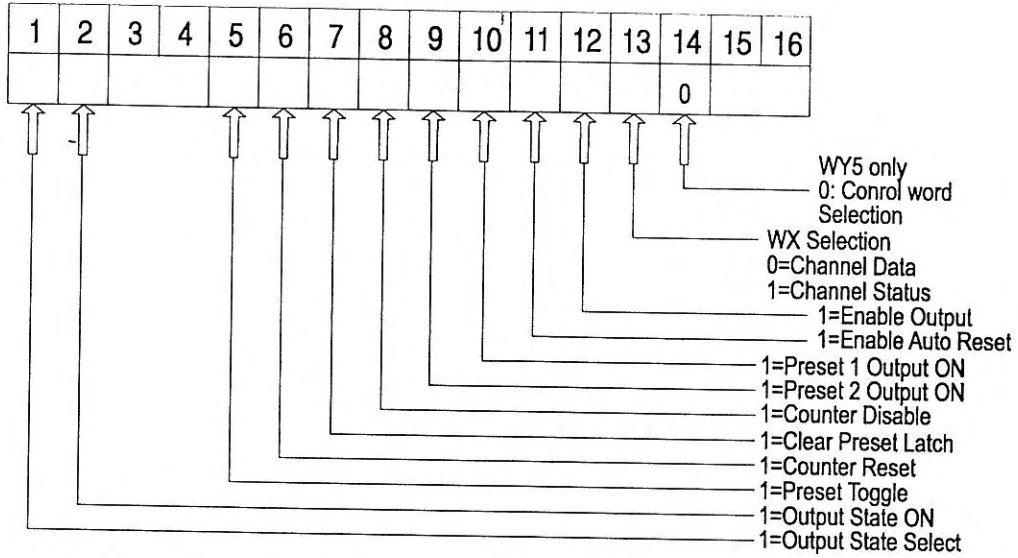 1 2 3 4 5 6 7 8 9 10 11 12 13 14 15 16
0
WY5 only
0: Conrol word
Selection
WX Selection
0=Channel Data
1=Channel Status
1=Enable Output
1=Enable Auto Reset
1=Preset 1 Output ON
1=Preset 2 Output ON
1=Counter Disable
1=Clear Preset Latch
1=Counter Reset
1=Preset Toggle
1=Output State ON
1=Output State Select